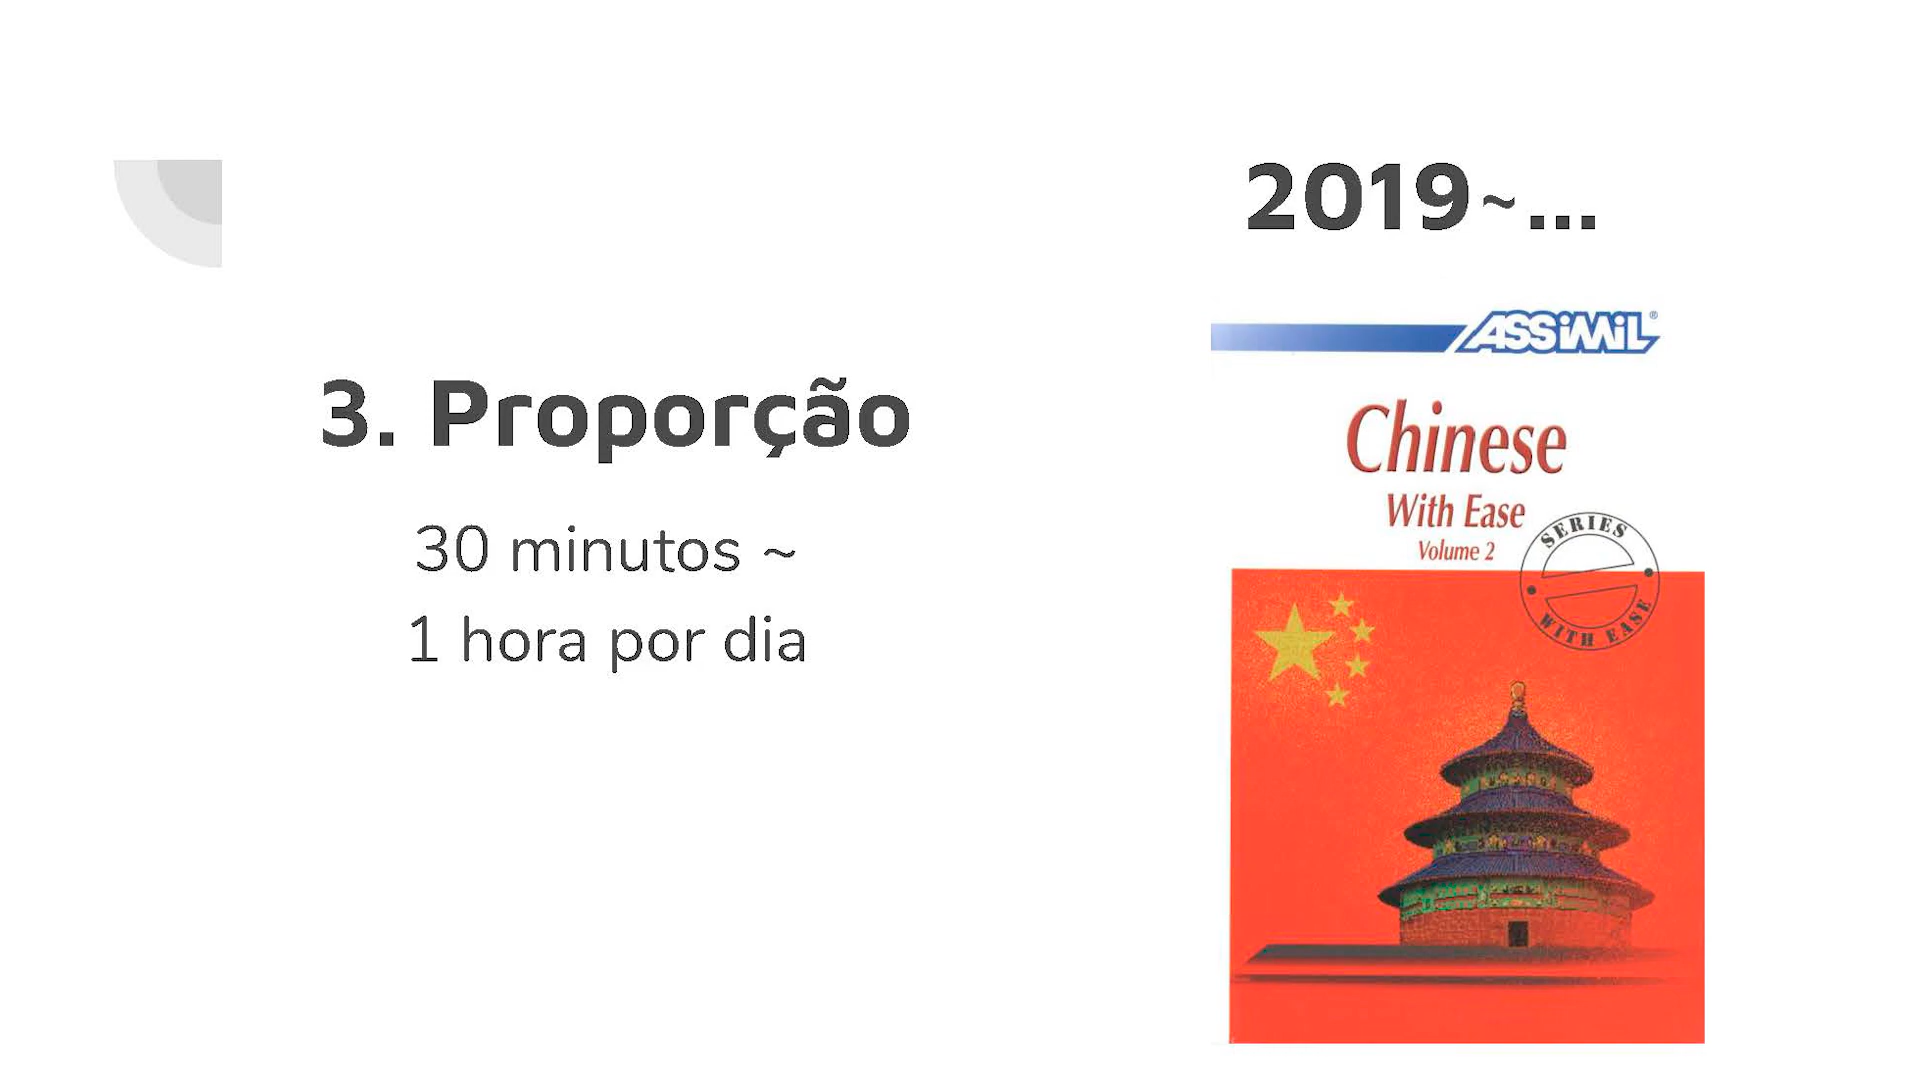 3. Proporção
30 minutos ~
1 hora por dia
2019~...
ASSiMiL®
Chinese
With Ease
Volume 2
SERIES
WITH EASE